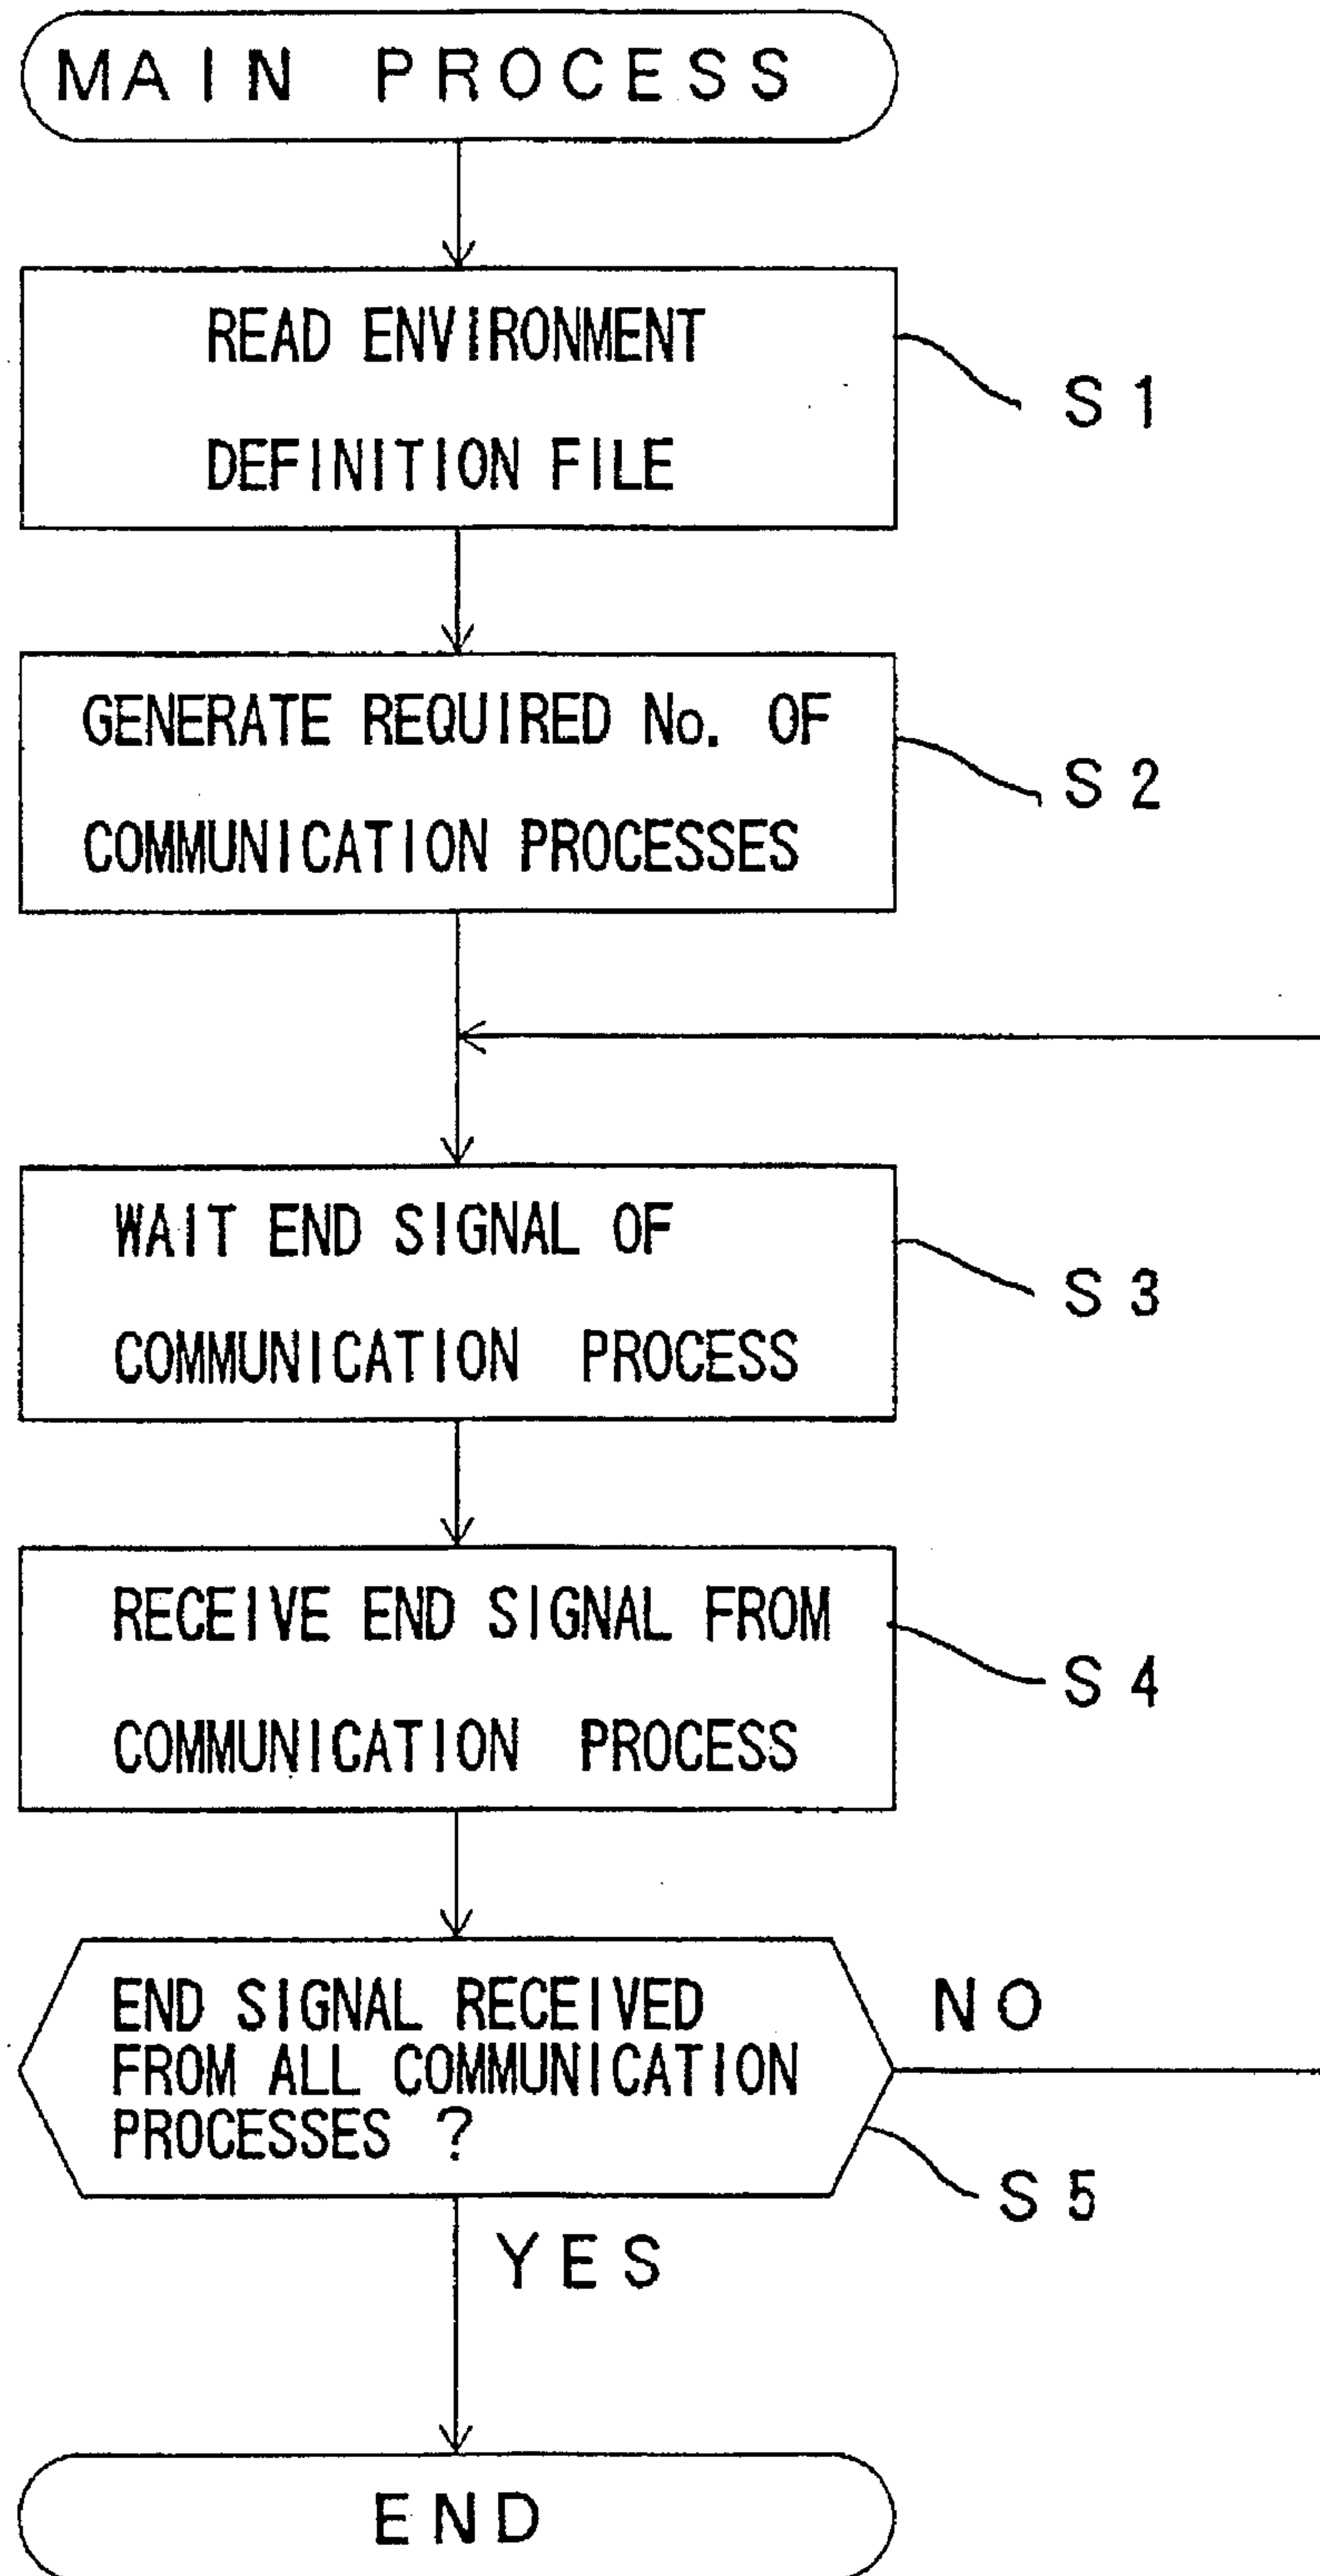 MAIN PROCESS
READ ENVIRONMENT
DEFINITION FILE
S1
GENERATE REQUIRED No. OF
COMMUNICATION PROCESSES
S2
WAIT END SIGNAL OF
COMMUNICATION PROCESS
S3
RECEIVE END SIGNAL FROM
COMMUNICATION PROCESS
S4
END SIGNAL RECEIVED
FROM ALL COMMUNICATION
PROCESSES ?
NO
S5
YES
END